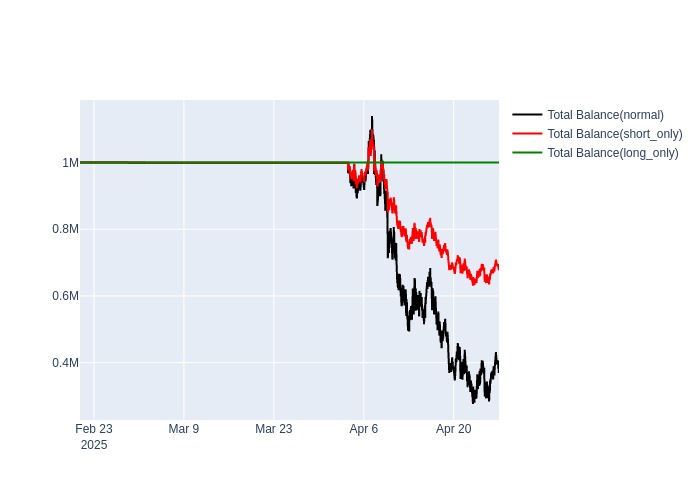 Total Balance(normal)
Total Balance(short_only)
Total Balance(long_only)
1M
0.8M
0.6M
0.4M
Feb 23
2025
Mar 9
Mar 23
Apr 6
Apr 20